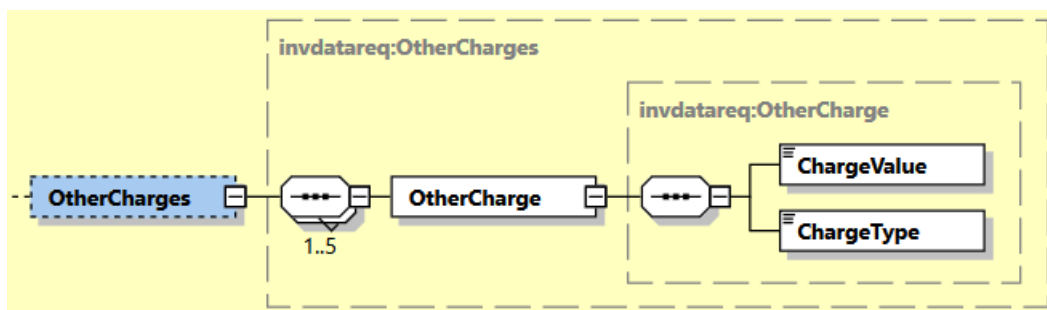 invdatareq:OtherCharges
invdatareq:OtherCharge
OtherCharges
1..5
OtherCharge
ChargeValue
ChargeType